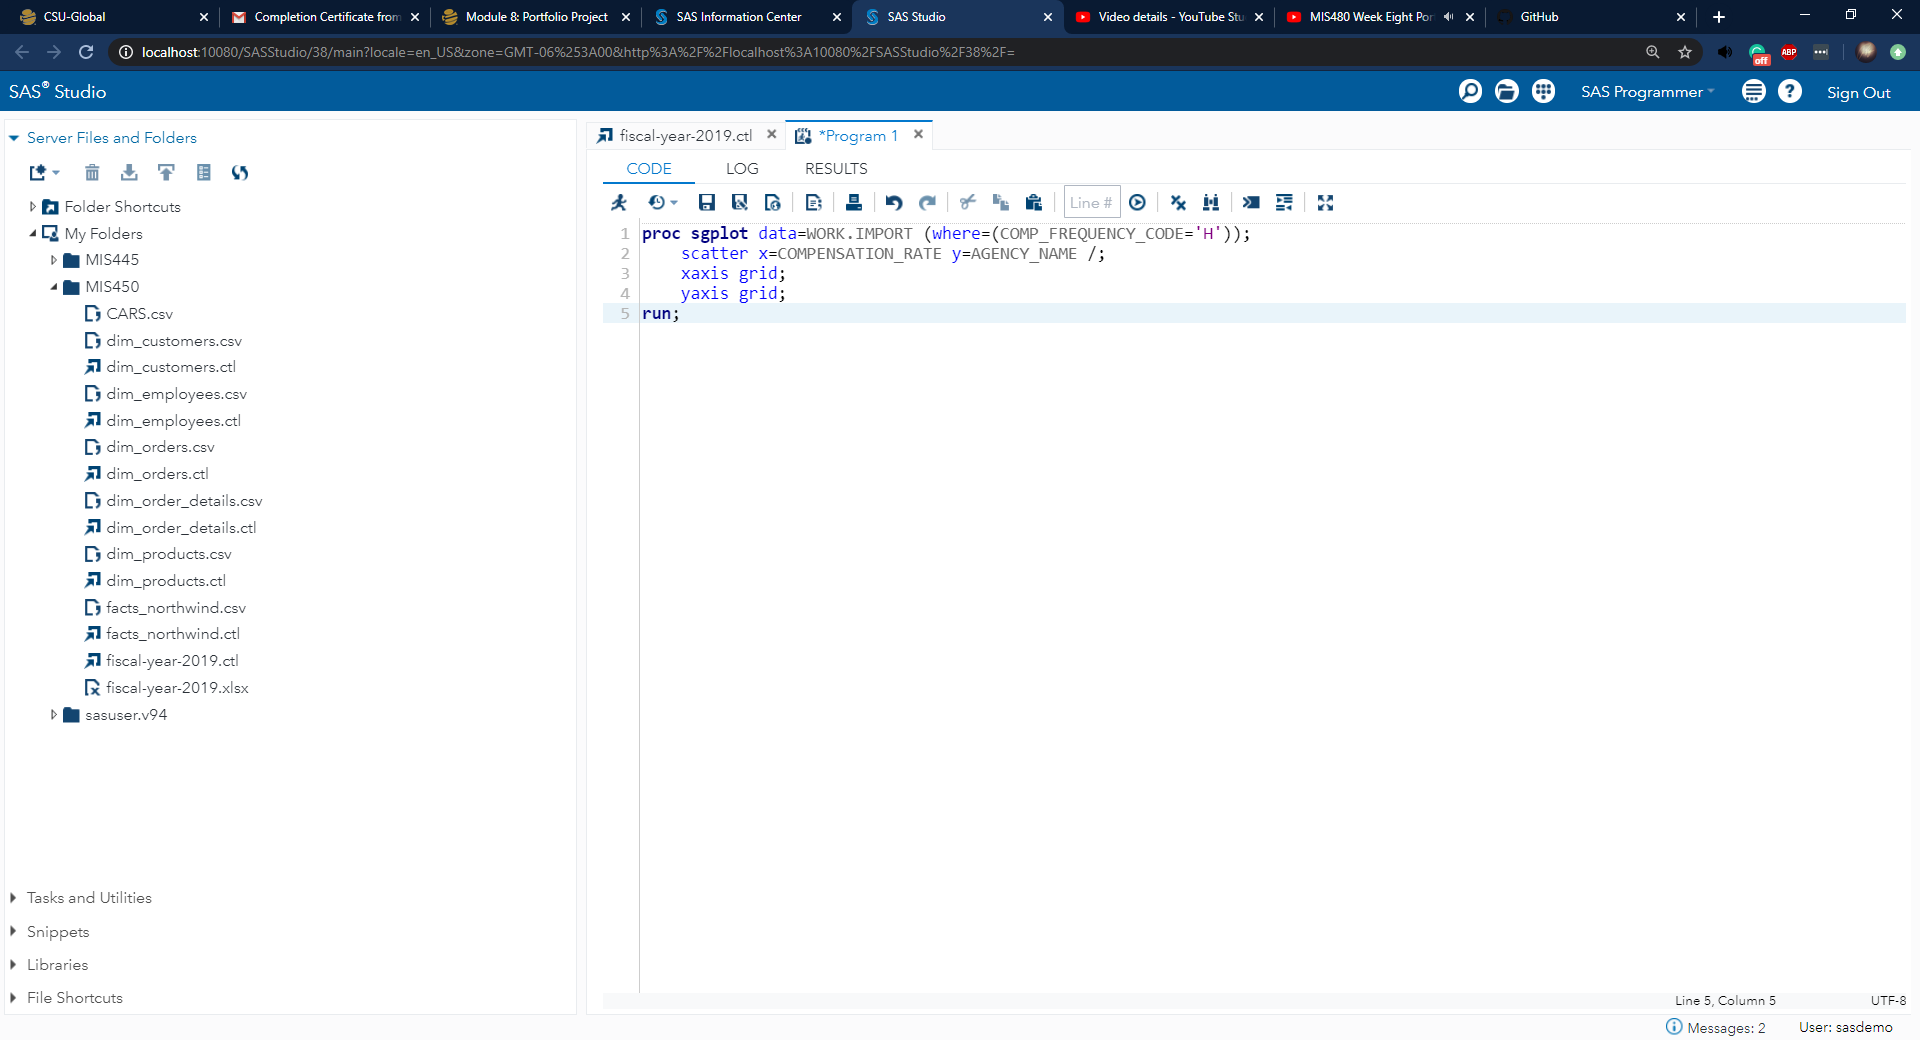 CSU-Global
Completion Certificate from
Module 8: Portfolio Project
SAS Information Center
SAS Studio
Video details - YouTube Stu
MIS480 Week Eight Por
GitHub
localhost:10080/SASStudio/38/main?locale=en_US&zone=GMT-06%253A00&http%3A%2F%2Flocalhost%3A10080%2FSASStudio%2F38%2F=
off
ABP
SAS® Studio
SAS Programmer
Sign Out
Server Files and Folders
Folder Shortcuts
My Folders
MIS445
MIS450
CARS.csv
dim_customers.csv
dim_customers.ctl
dim_employees.csv
dim_employees.ctl
dim_orders.csv
dim_orders.ctl
dim_order_details.csv
dim_order_details.ctl
dim_products.csv
dim_products.ctl
facts_northwind.csv
facts_northwind.ctl
fiscal-year-2019.ctl
fiscal-year-2019.xlsx
sasuser.v94
Tasks and Utilities
Snippets
Libraries
File Shortcuts
fiscal-year-2019.ctl
*Program 1
CODE LOG RESULTS
Line #
1 proc sgplot data=WORK.IMPORT (where=(COMP_FREQUENCY_CODE='H'));
2 scatter x=COMPENSATION_RATE y=AGENCY_NAME /;
3 xaxis grid;
4 yaxis grid;
5 run;
Line 5, Column 5
UTF-8
Messages: 2
User: sasdemo